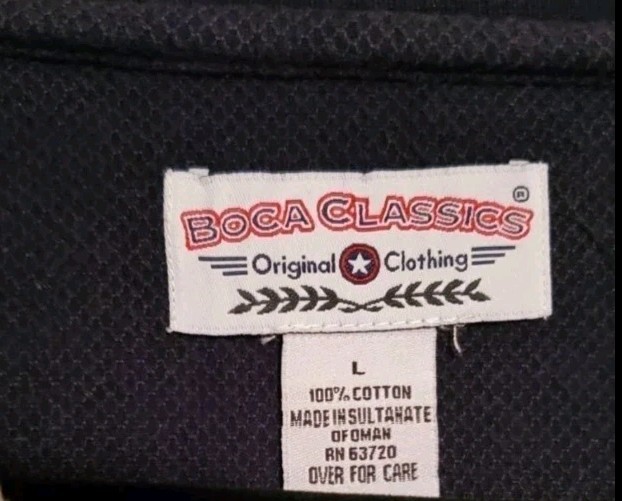 BOCA CLASSICS ®
Original Clothing
L
100% COTTON
MADE IN SULTANATE
OF OMAN
RN 63720
OVER FOR CARE